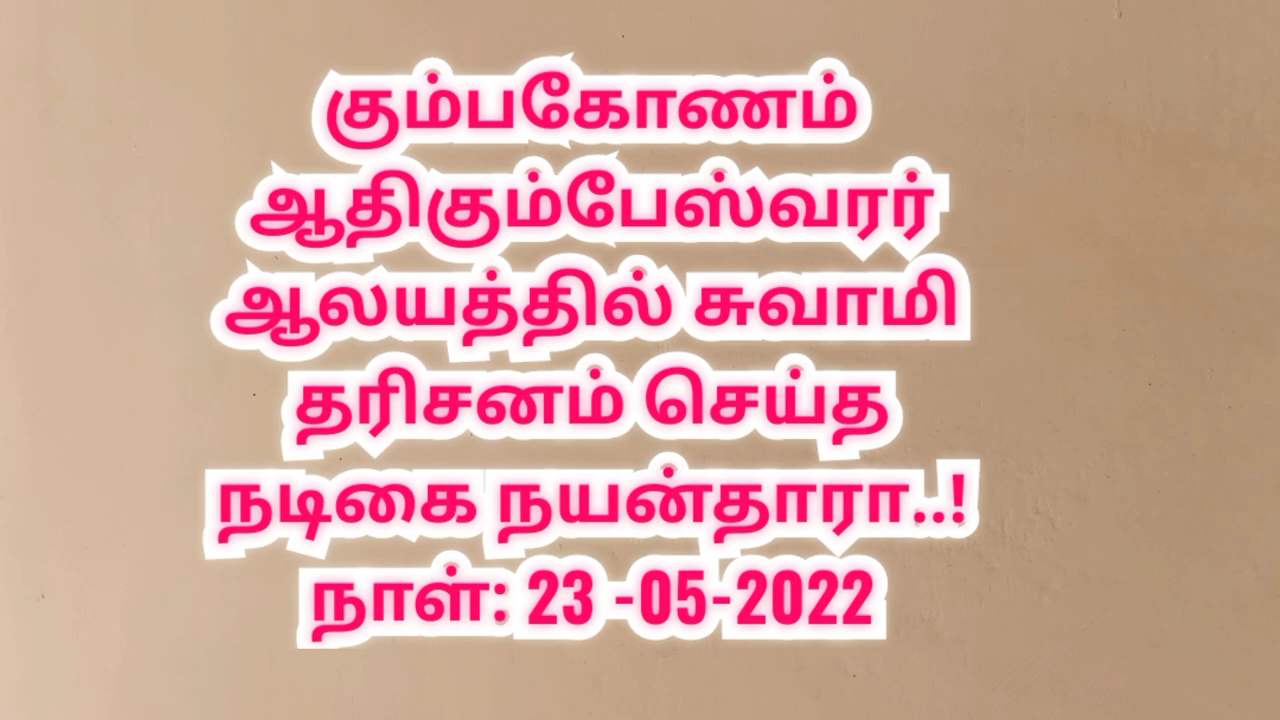 கும்பகோணம்
ஆதிகும்பேஸ்வரர்
ஆலயத்தில் சுவாமி
தரிசனம் செய்த
நடிகை நயன்தாரா..!
நாள்: 23 -05-2022